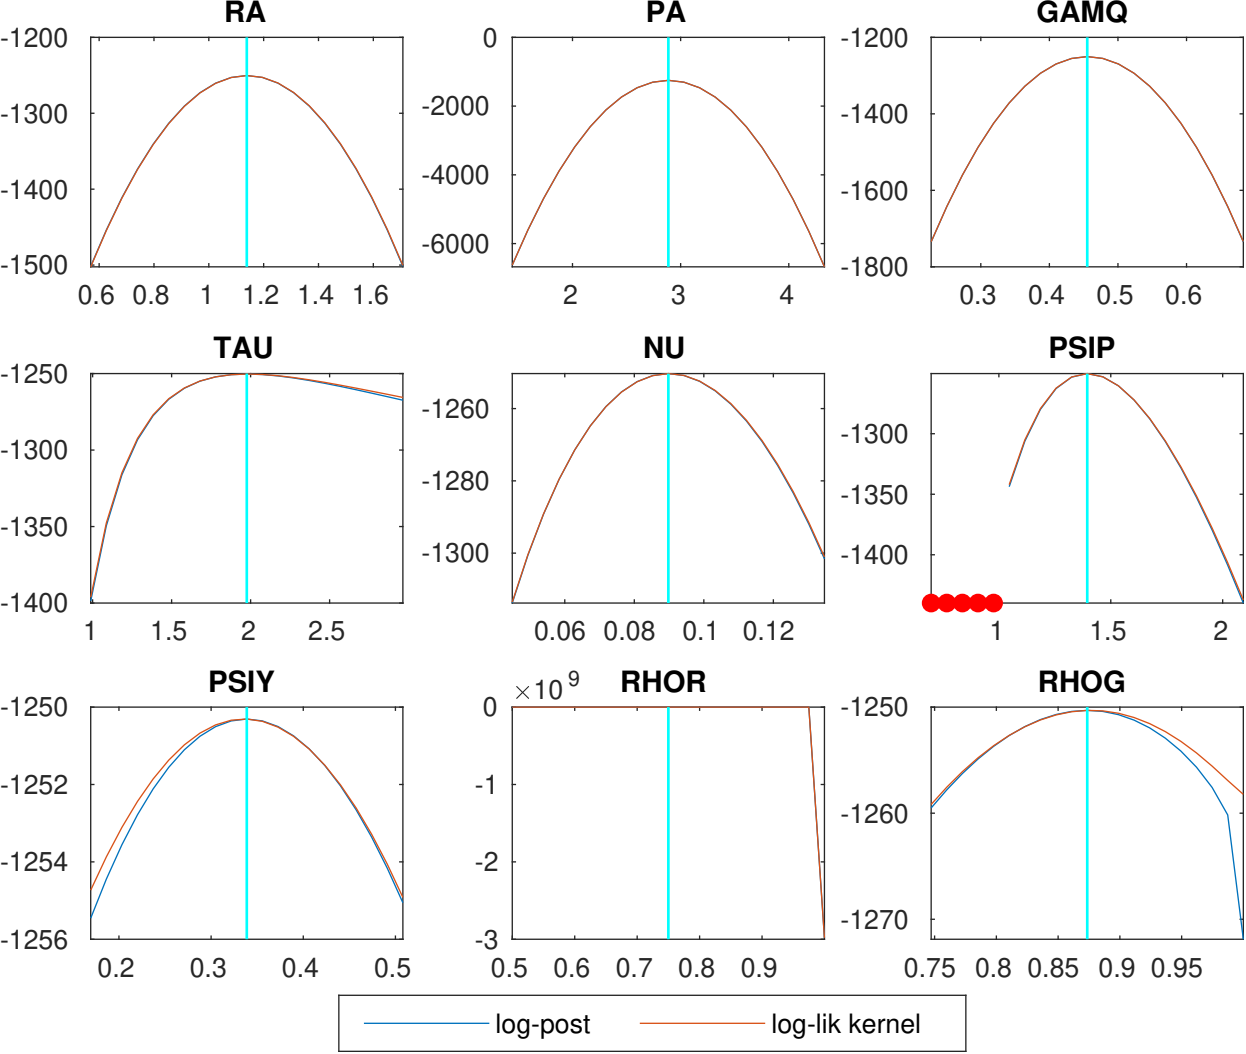 RA PA GAMQ
-1200 0 -1200
-1300 -2000 -1400
-1400 -4000 -1600
-1500 -6000 -1800
0.6 0.8 1 1.2 1.4 1.6 2 3 4 0.3 0.4 0.5 0.6
TAU NU PSIP
-1250 -1260 -1300
-1300 -1280 -1350
-1350 -1300 -1400
-1400
1 1.5 2 2.5 0.06 0.08 0.1 0.12 1 1.5 2
PSIY ×10⁹ RHOR RHOG
-1250 0 -1250
-1252 -1 -1260
-1254 -2 -1270
-1256 -3
0.2 0.3 0.4 0.5 0.5 0.6 0.7 0.8 0.9 0.75 0.8 0.85 0.9 0.95
log-post log-lik kernel